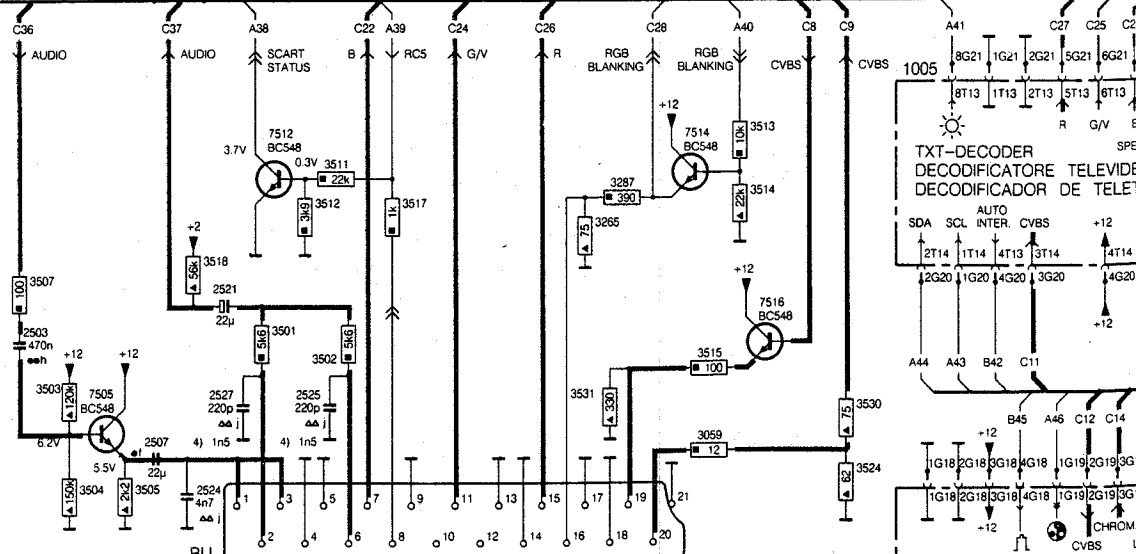 C36 C37 A38 C22 A39 C24 C26 C28 A40 C8 C9 A41 C27 C25
AUDIO AUDIO SCART STATUS B RC5 G/V R RGB BLANKING RGB BLANKING CVBS CVBS
8G21 1G21 2G21 5G21 6G21
1005
8T13 1T13 2T13 5T13 6T13
R G/V
TXT-DECODER
DECODIFICATORE TELEVIDE
DECODIFICADOR DE TELET
AUTO
SDA SCL INTER. CVBS +12
2T14 1T14 4T13 3T14 4T14
2G20 1G20 4G20 3G20 4G20
+12
A44 A43 B42 C11
B45 A46 C12 C14
+12
1G18 2G18 3G18 4G18 1G19 2G19
1G18 2G18 3G18 4G18 1G19 2G19
+12
CHROM
CVBS
7512
BC548
3.7V 0.3V
3511
22k
3512
3k9
3517
1k
+12
7514
BC548
3513
10k
3514
22k
3287
390
3265
75
+12
7516
BC548
3515
100
3531
330
3530
75
3059
12
3524
62
+2
3518
56k
2521
22µ
3501
5k6
3502
5k6
2527
220p
j
2525
220p
j
4) 1n5
4) 1n5
3507
100
2503
470n
+12
+12
3503
120k
7505
BC548
6.2V
5.5V
2507
22µ
3504
150k
3505
2k2
2524
4n7
j
1 3 5 7 9 11 13 15 17 19 21
2 4 6 8 10 12 14 16 18 20